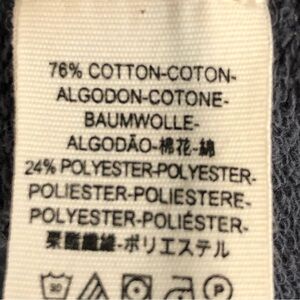 76% COTTON-COTON-
ALGODON-COTONE-
BAUMWOLLE-
ALGODÃO-棉花-綿
24% POLYESTER-POLYESTER-
POLIESTER-POLIESTERE-
POLYESTER-POLIÉSTER-
聚酯纖維-ポリエステル
30 P